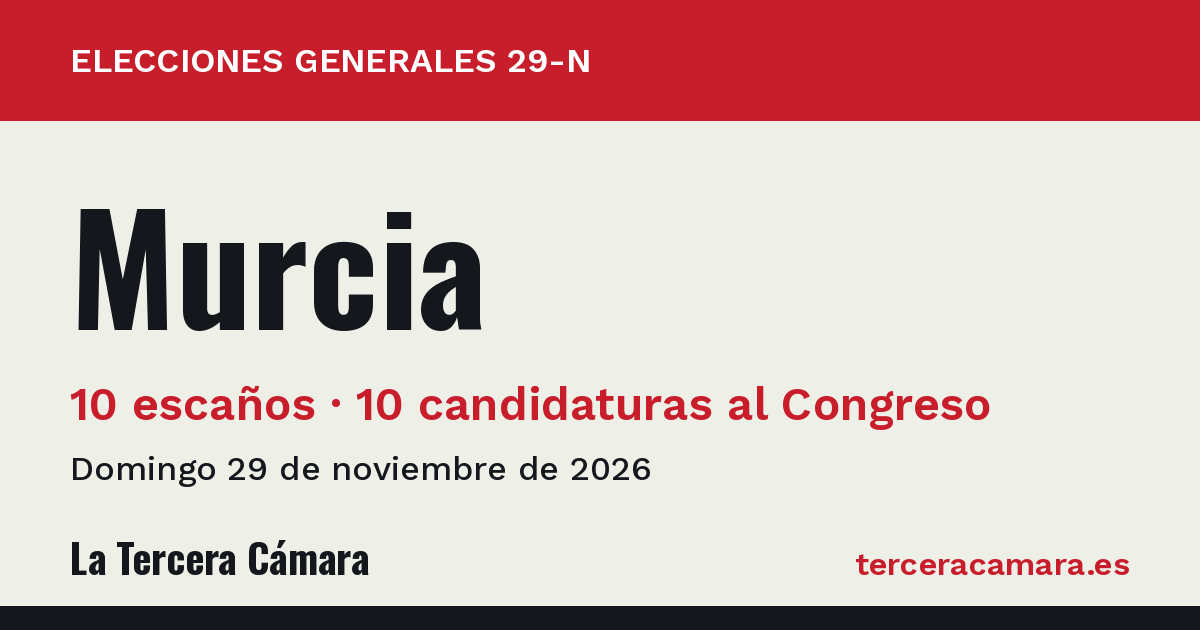 ELECCIONES GENERALES 29-N
Murcia
10 escaños · 10 candidaturas al Congreso
Domingo 29 de noviembre de 2026
La Tercera Cámara
terceracamara.es